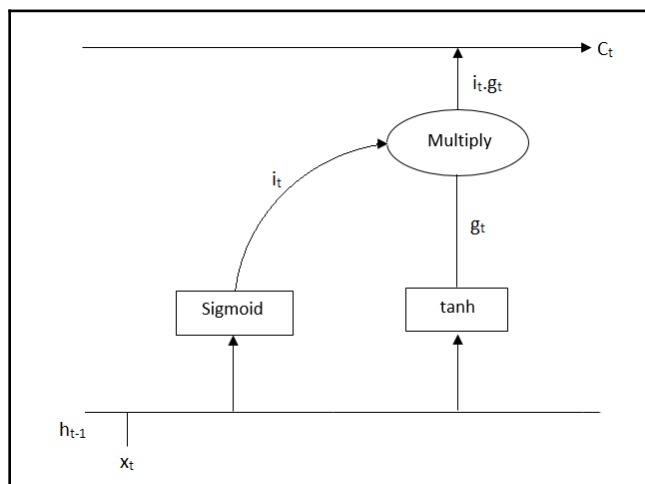 Ct
it.gt
Multiply
it
gt
Sigmoid
tanh
ht-1
xt